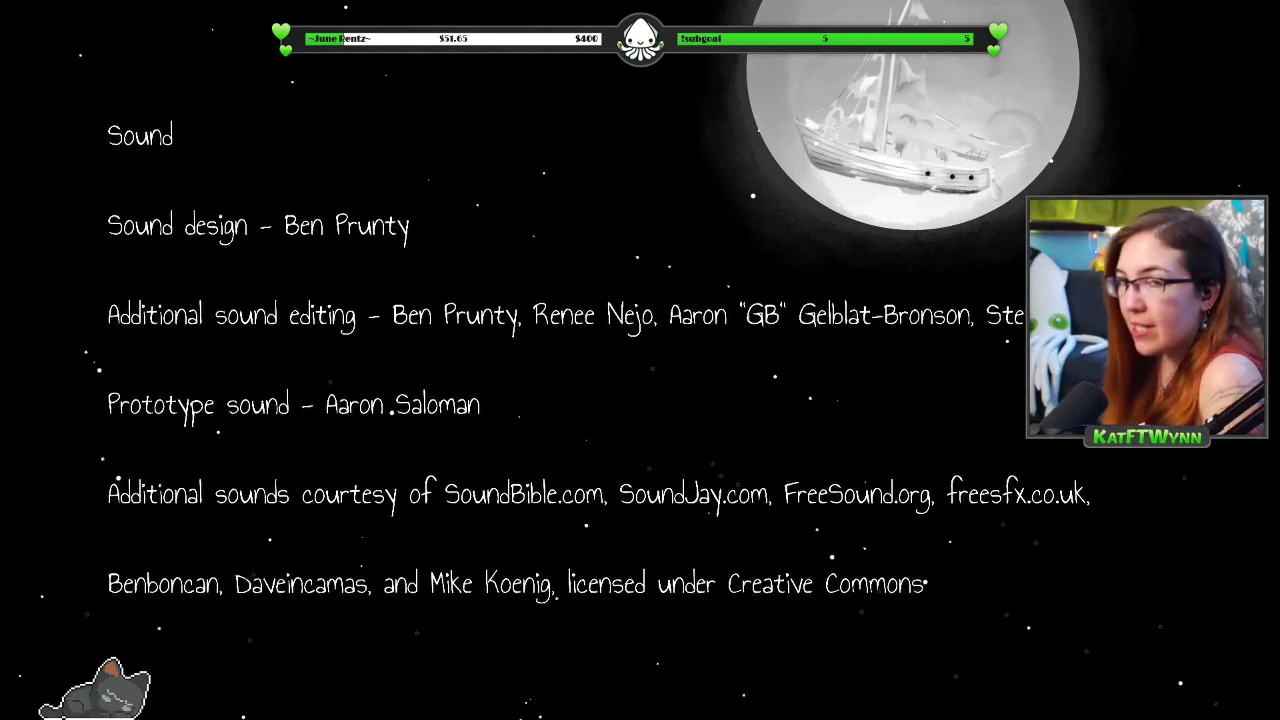 ~June Rentz~ $51.65 $400
!subgoal 5 5
Sound
Sound design - Ben Prunty
Additional sound editing - Ben Prunty, Renee Nejo, Aaron "GB" Gelblat-Bronson, Ste
Prototype sound - Aaron Saloman
KatFTWynn
Additional sounds courtesy of SoundBible.com, SoundJay.com, FreeSound.org, freesfx.co.uk,
Benboncan, Daveincamas, and Mike Koenig, licensed under Creative Commons